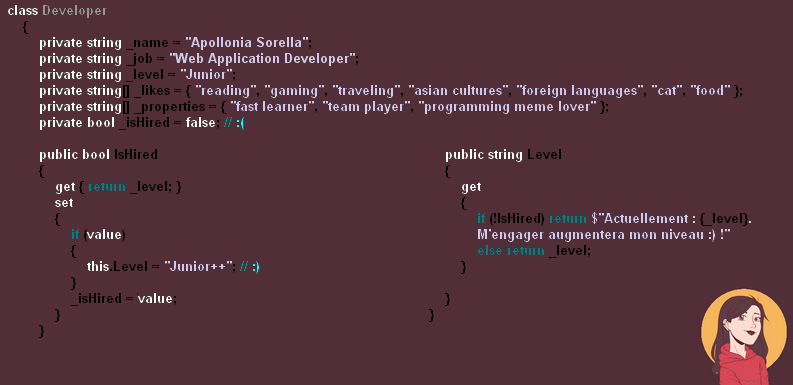 class Developer
{
private string _name = "Apollonia Sorella";
private string _job = "Web Application Developer";
private string _level = "Junior";
private string[] _likes = { "reading", "gaming", "traveling", "asian cultures", "foreign languages", "cat", "food" };
private string[] _properties = { "fast learner", "team player", "programming meme lover" };
private bool _isHired = false; // :(
public bool IsHired
{
get { return _level; }
set
{
if (value)
{
this.Level = "Junior++"; // :)
}
_isHired = value;
}
}
public string Level
{
get
{
if (!IsHired) return $"Actuellement : {_level}.
M'engager augmentera mon niveau :) !"
else return _level;
}
}
}